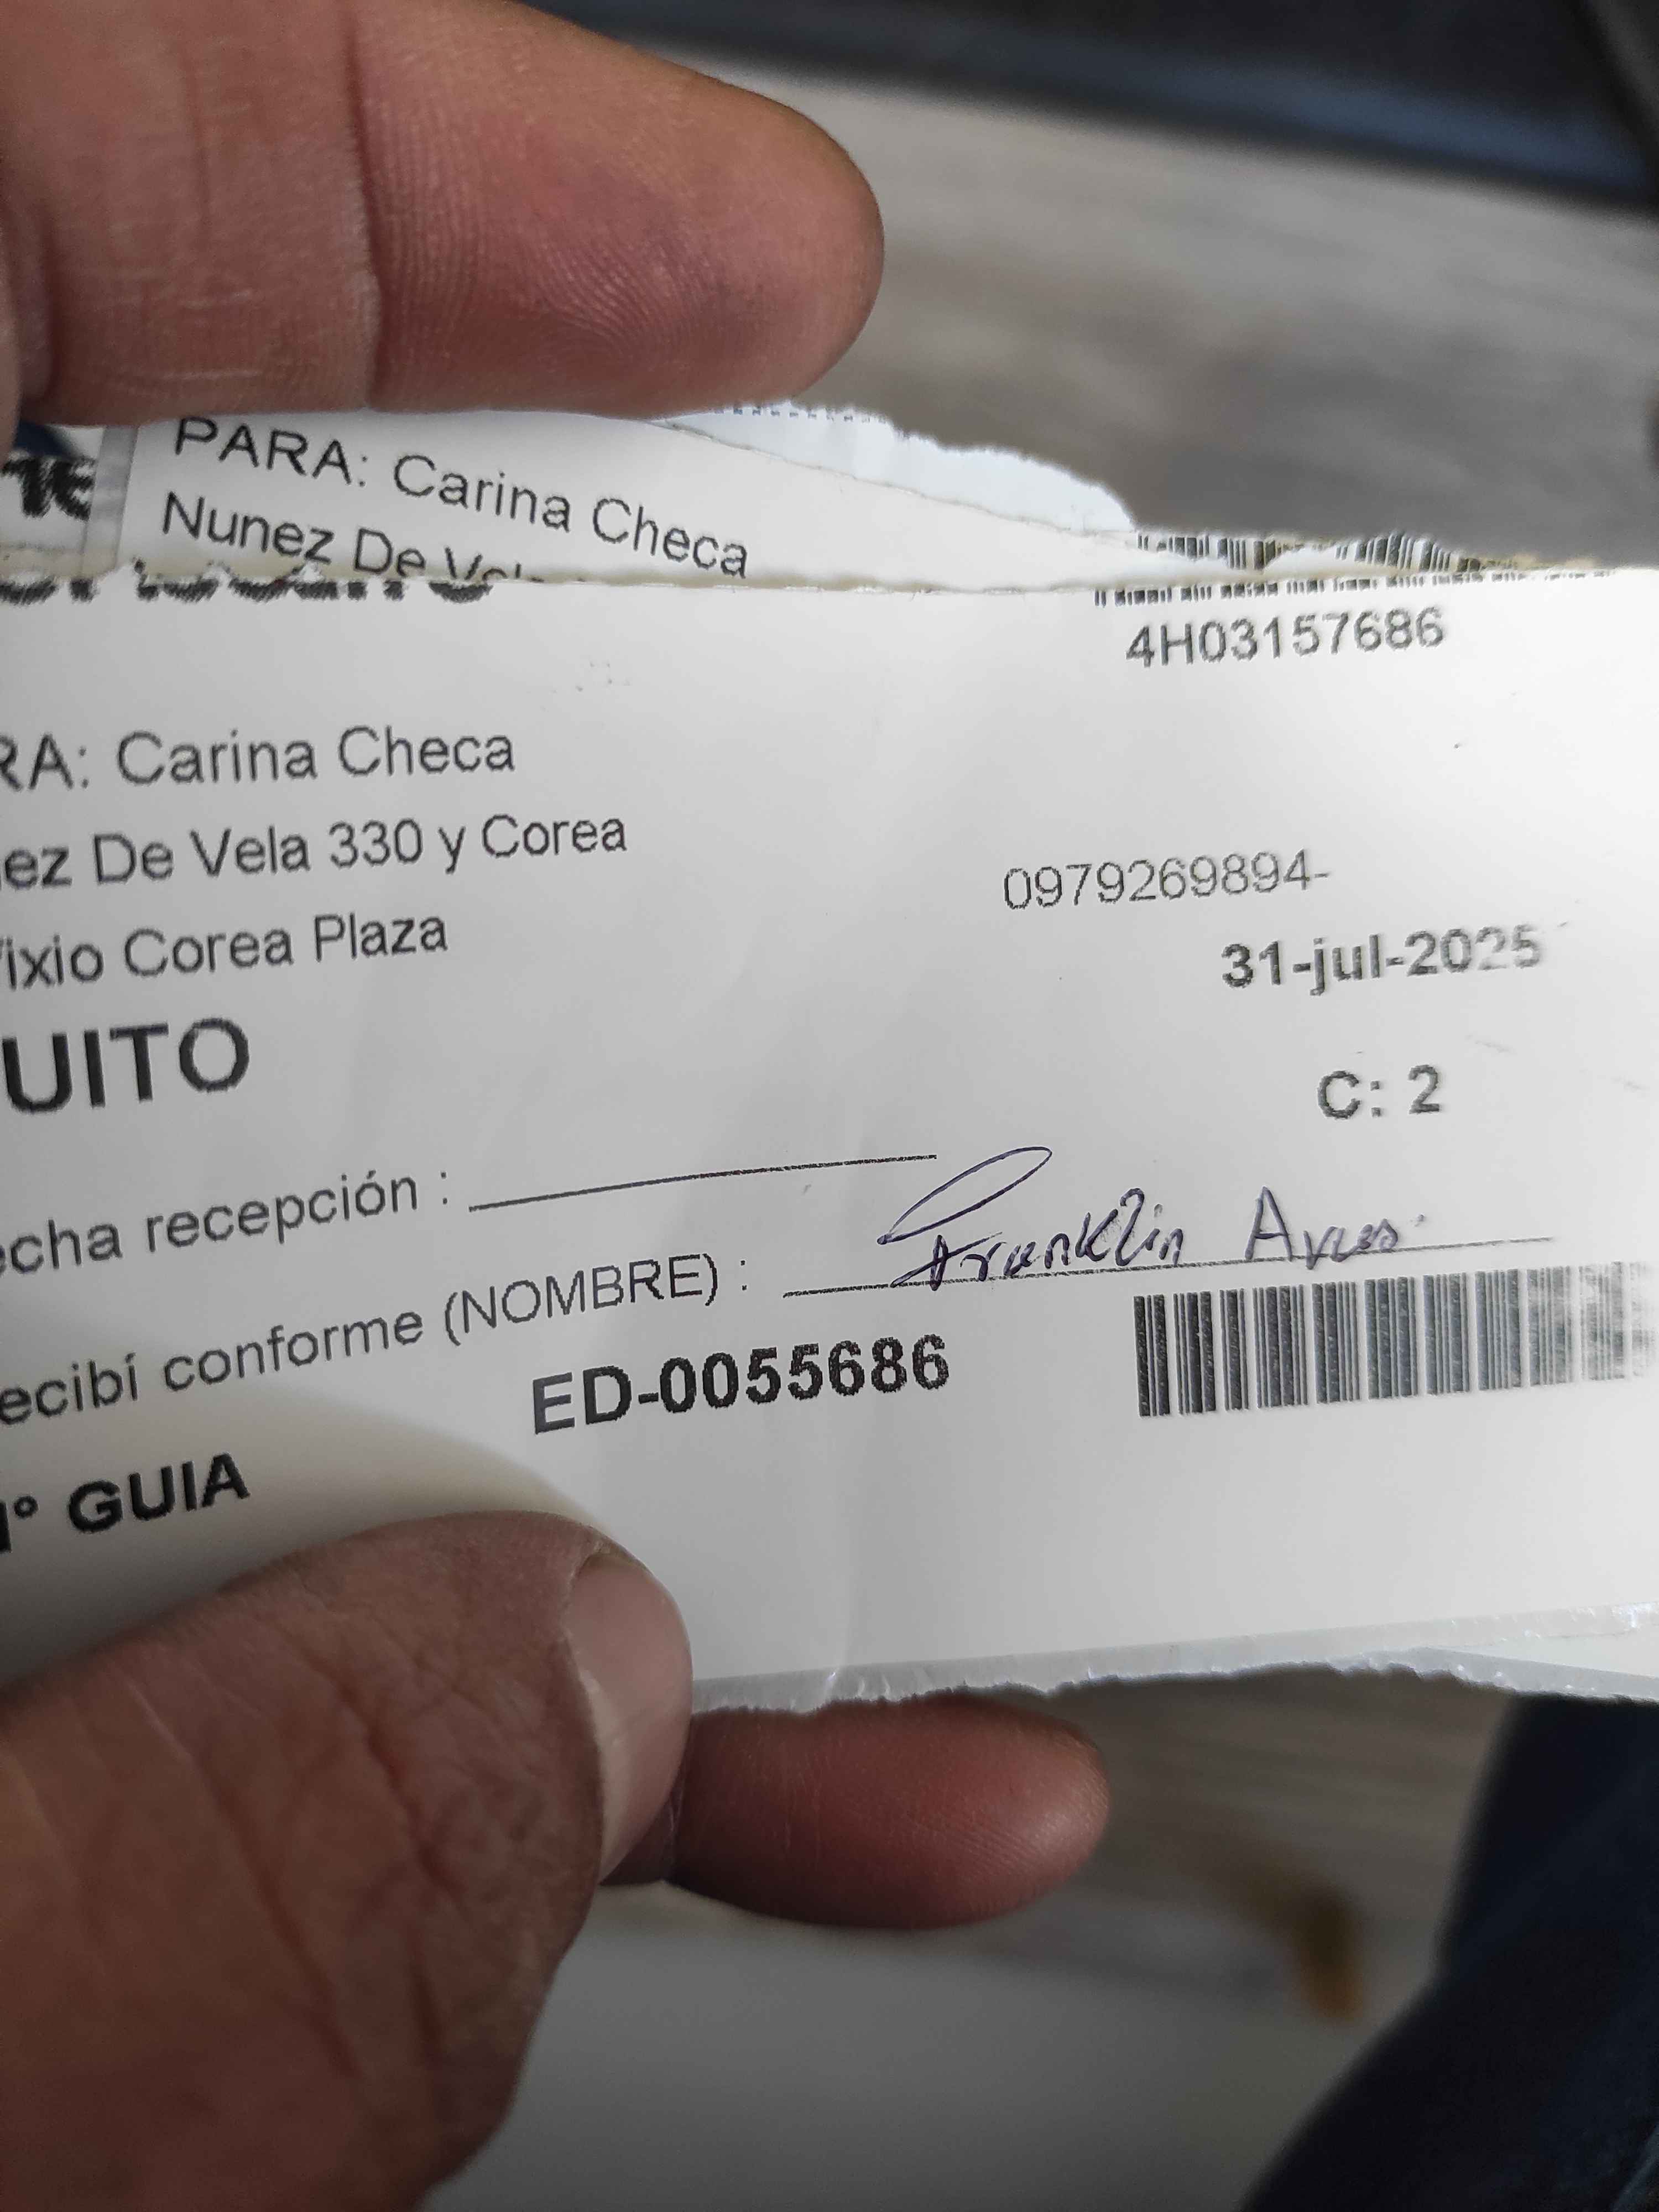 PARA: Carina Checa
Nunez De
4H03157686
RA: Carina Checa
ez De Vela 330 y Corea
0979269894-
ixio Corea Plaza
31-jul-2025
UITO
C: 2
echa recepción :
ecibí conforme (NOMBRE) : Franklin
ED-0055686
N° GUIA